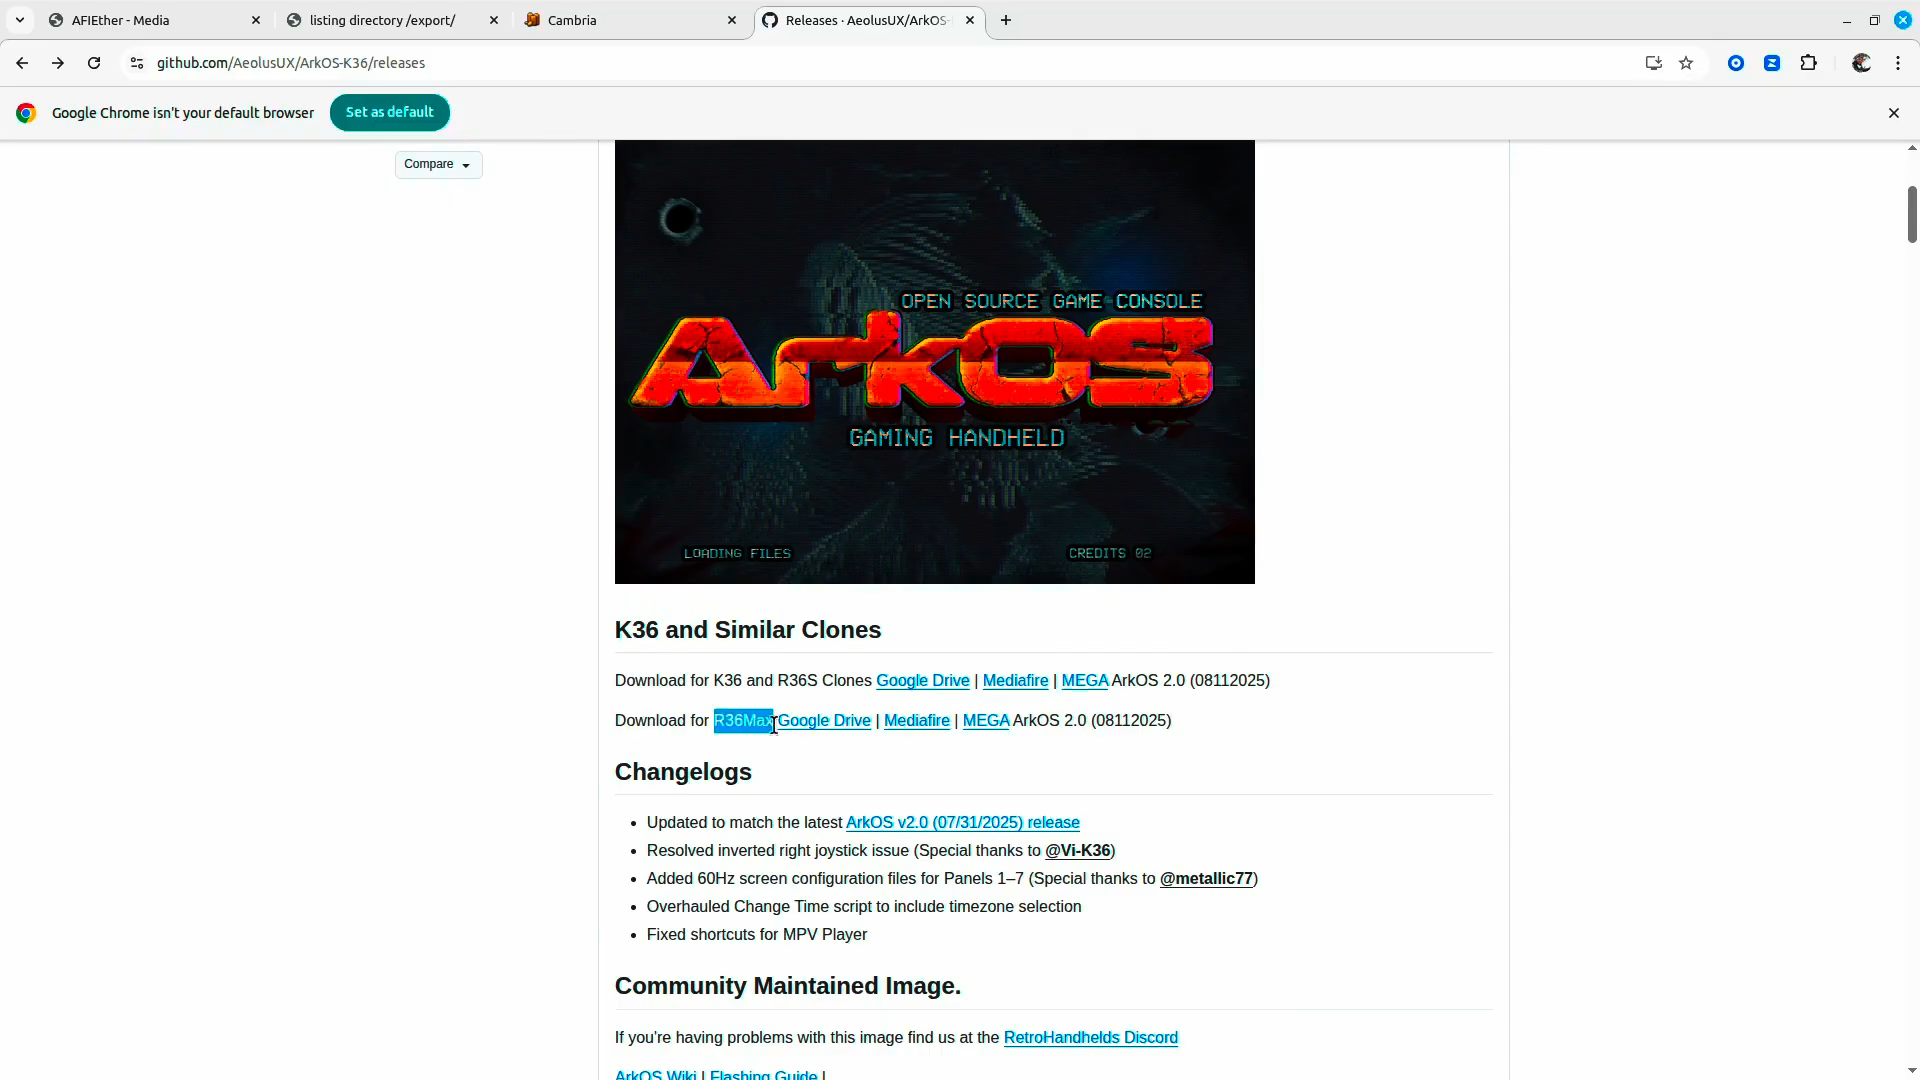 AFIEther - Media
listing directory /export/
Cambria
Releases · AeolusUX/ArkOS-
github.com/AeolusUX/ArkOS-K36/releases
Google Chrome isn't your default browser
Set as default
Compare
OPEN SOURCE GAME CONSOLE
ArkOS
GAMING HANDHELD
LOADING FILES
CREDITS 02
K36 and Similar Clones
Download for K36 and R36S Clones Google Drive | Mediafire | MEGA ArkOS 2.0 (08112025)
Download for R36Max Google Drive | Mediafire | MEGA ArkOS 2.0 (08112025)
Changelogs
• Updated to match the latest ArkOS v2.0 (07/31/2025) release
• Resolved inverted right joystick issue (Special thanks to @Vi-K36)
• Added 60Hz screen configuration files for Panels 1–7 (Special thanks to @metallic77)
• Overhauled Change Time script to include timezone selection
• Fixed shortcuts for MPV Player
Community Maintained Image.
If you're having problems with this image find us at the RetroHandhelds Discord
ArkOS Wiki | Flashing Guide |